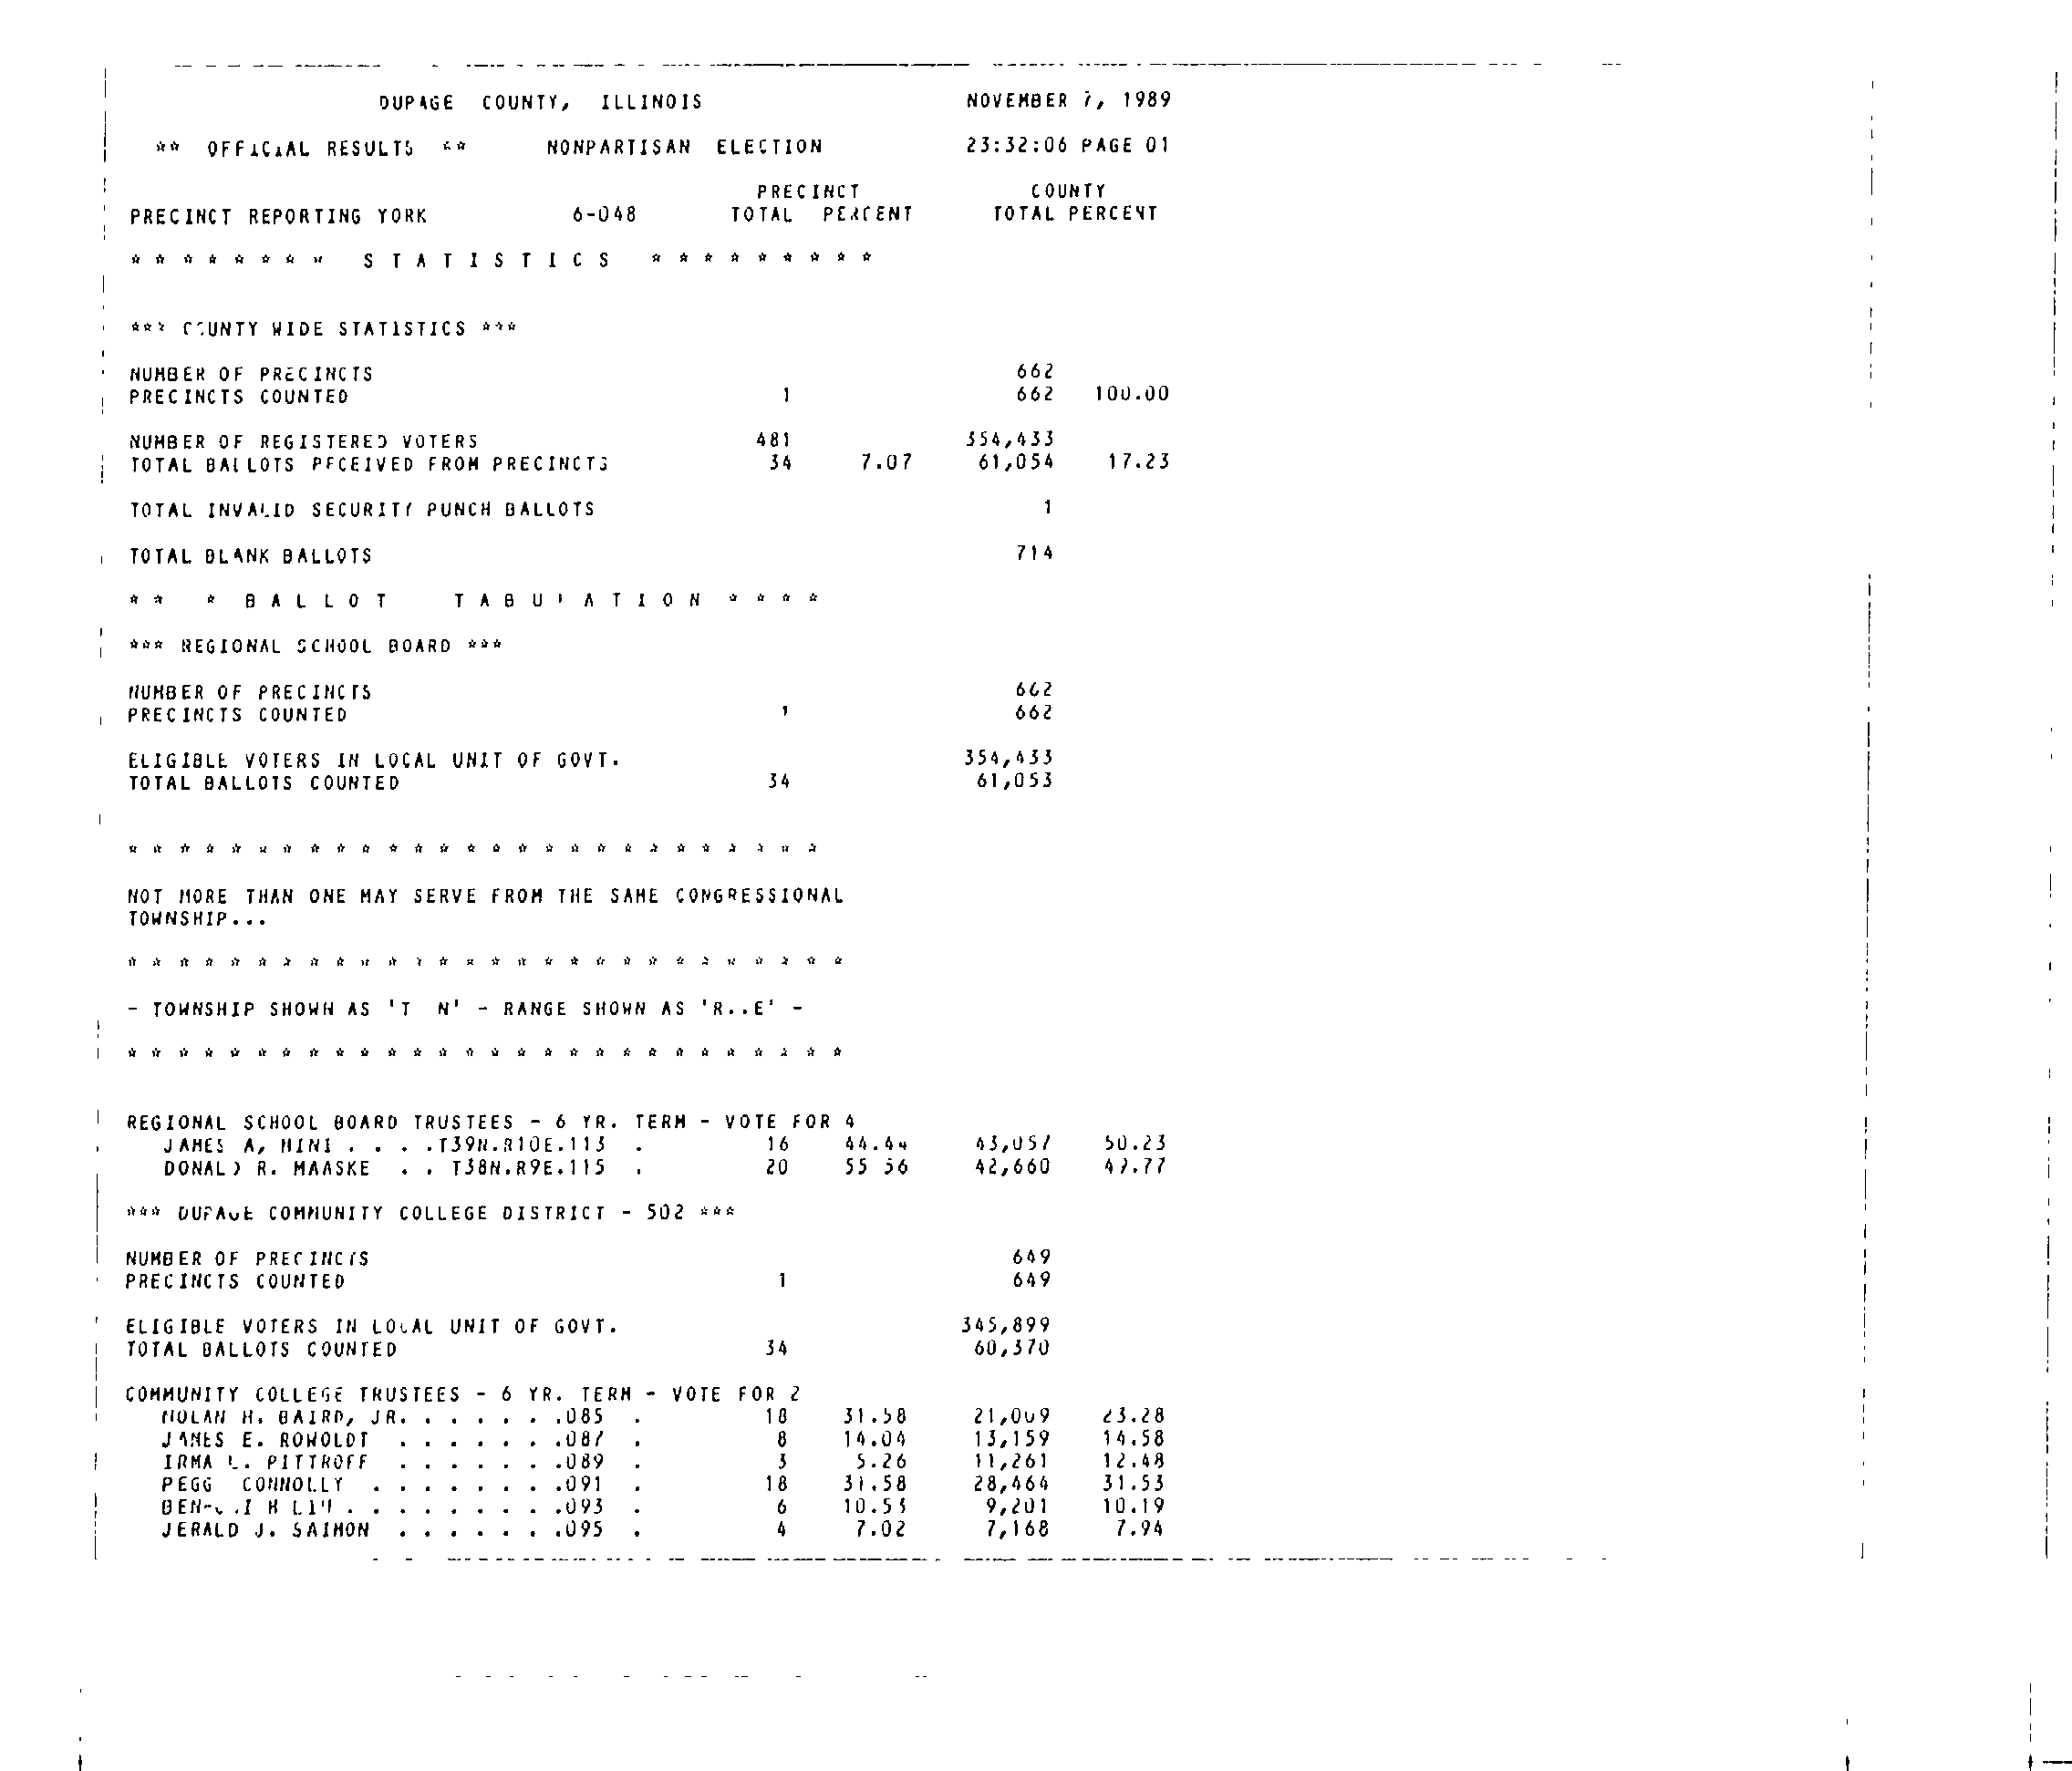 DUPAGE COUNTY, ILLINOIS NOVEMBER 7, 1989
** OFFICIAL RESULTS ** NONPARTISAN ELECTION 23:32:06 PAGE 01
PRECINCT COUNTY
PRECINCT REPORTING YORK 6-048 TOTAL PERCENT TOTAL PERCENT
* * * * * * * * S T A T I S T I C S * * * * * * * * *
*** COUNTY WIDE STATISTICS ***
NUMBER OF PRECINCTS 662
PRECINCTS COUNTED 1 662 100.00
NUMBER OF REGISTERED VOTERS 481 354,433
TOTAL BALLOTS RECEIVED FROM PRECINCTS 34 7.07 61,054 17.23
TOTAL INVALID SECURITY PUNCH BALLOTS 1
TOTAL BLANK BALLOTS 714
* * * B A L L O T T A B U L A T I O N * * * *
*** REGIONAL SCHOOL BOARD ***
NUMBER OF PRECINCTS 662
PRECINCTS COUNTED 1 662
ELIGIBLE VOTERS IN LOCAL UNIT OF GOVT. 354,433
TOTAL BALLOTS COUNTED 34 61,053
* * * * * * * * * * * * * * * * * * * * * * * * * * *
NOT MORE THAN ONE MAY SERVE FROM THE SAME CONGRESSIONAL
TOWNSHIP...
* * * * * * * * * * * * * * * * * * * * * * * * * * * *
- TOWNSHIP SHOWN AS 'T N' - RANGE SHOWN AS 'R..E' -
* * * * * * * * * * * * * * * * * * * * * * * * * * * *
REGIONAL SCHOOL BOARD TRUSTEES - 6 YR. TERM - VOTE FOR 4
JAMES A. MINI . . . .T39N.R10E.113 . 16 44.44 43,057 50.23
DONALD R. MAASKE . . T38N.R9E.115 . 20 55 56 42,660 49.77
*** DUPAGE COMMUNITY COLLEGE DISTRICT - 502 ***
NUMBER OF PRECINCTS 649
PRECINCTS COUNTED 1 649
ELIGIBLE VOTERS IN LOCAL UNIT OF GOVT. 345,899
TOTAL BALLOTS COUNTED 34 60,370
COMMUNITY COLLEGE TRUSTEES - 6 YR. TERM - VOTE FOR 2
NOLAN H. BAIRD, JR. . . . . . .085 . 18 31.58 21,009 23.28
JAMES E. ROWOLDT . . . . . . .087 . 8 14.04 13,159 14.58
IRMA L. PITTROFF . . . . . . .089 . 3 5.26 11,261 12.48
PEGG CONNOLLY . . . . . . . .091 . 18 31.58 28,464 31.53
. . . . . . . . .093 . 6 10.53 9,201 10.19
JERALD J. SAIMON . . . . . . .095 . 4 7.02 7,168 7.94